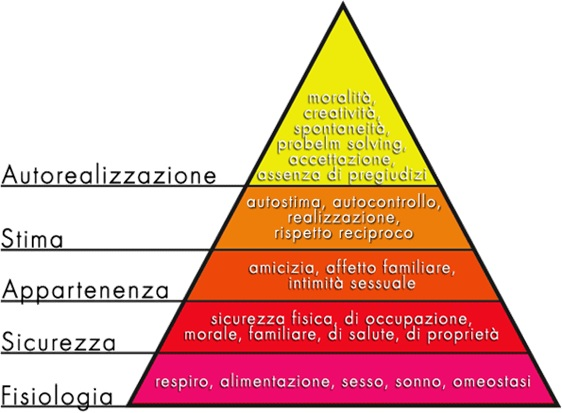 moralità,
creatività,
spontaneità,
probelm solving,
accettazione,
assenza di pregiudizi
Autorealizzazione
autostima, autocontrollo,
realizzazione,
rispetto reciproco
Stima
amicizia, affetto familiare,
intimità sessuale
Appartenenza
sicurezza fisica, di occupazione,
morale, familiare, di salute, di proprietà
Sicurezza
respiro, alimentazione, sesso, sonno, omeostasi
Fisiologia